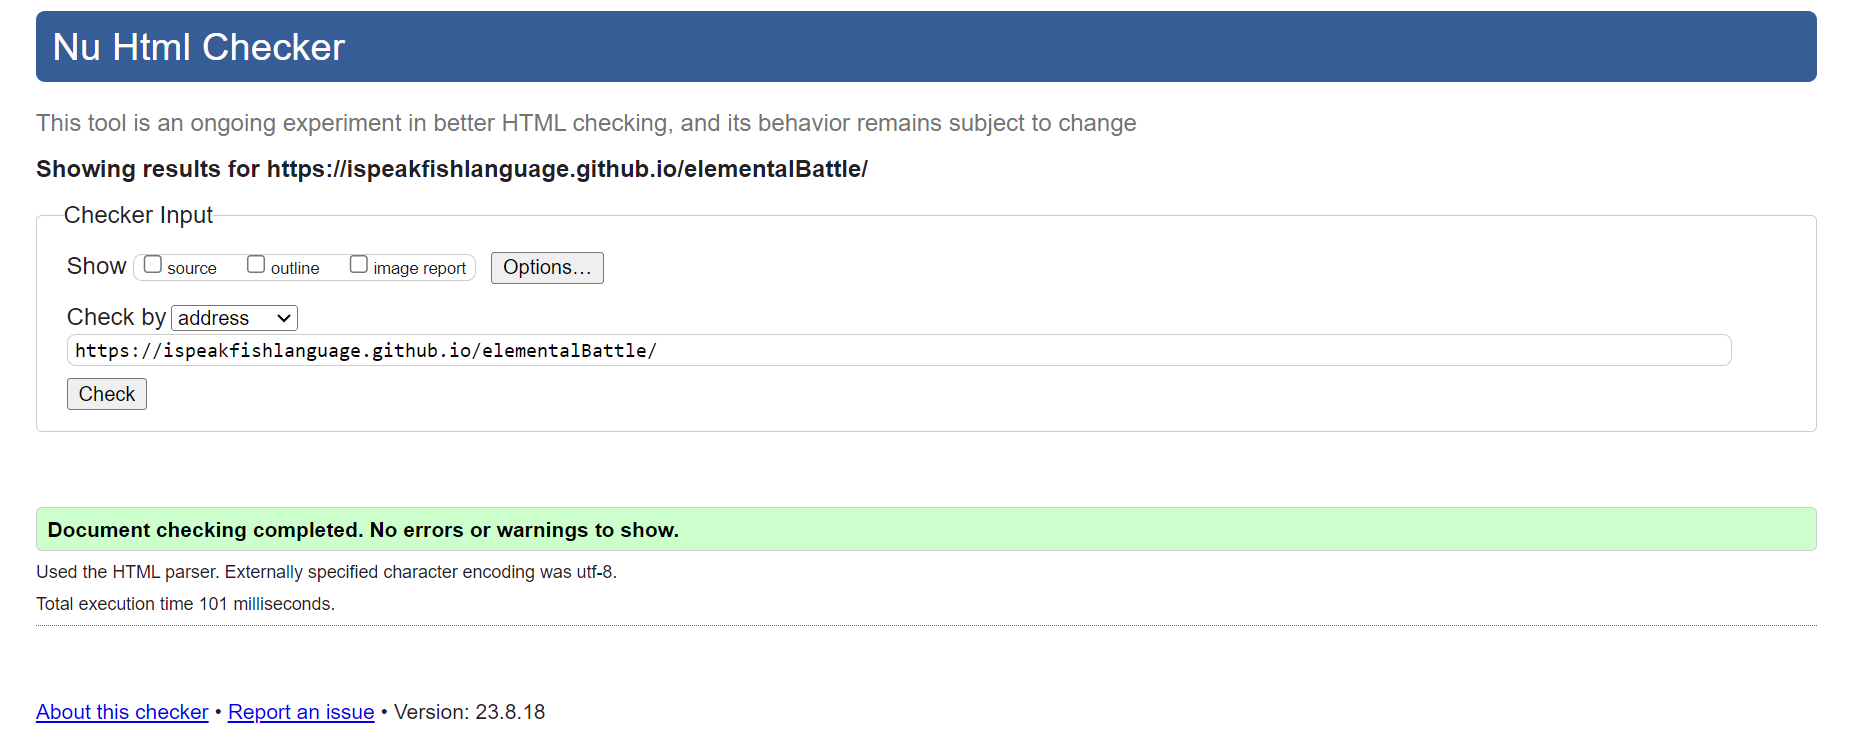 Nu Html Checker
This tool is an ongoing experiment in better HTML checking, and its behavior remains subject to change
Showing results for https://ispeakfishlanguage.github.io/elementalBattle/
Checker Input
Show source outline image report Options…
Check by address
https://ispeakfishlanguage.github.io/elementalBattle/
Check
Document checking completed. No errors or warnings to show.
Used the HTML parser. Externally specified character encoding was utf-8.
Total execution time 101 milliseconds.
About this checker • Report an issue • Version: 23.8.18